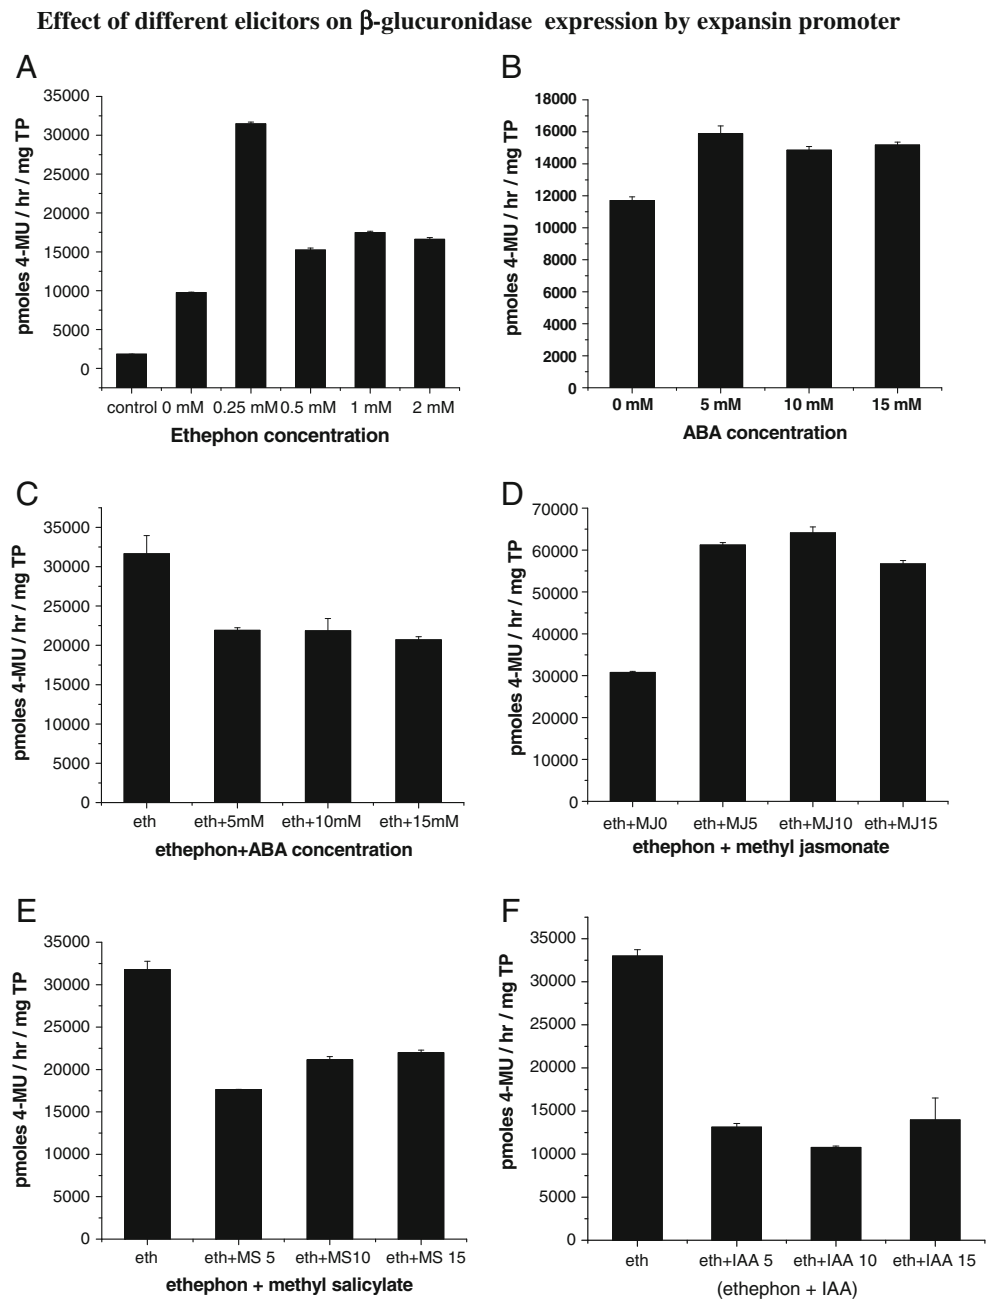 Effect of different elicitors on β-glucuronidase expression by expansin promoter
A
pmoles 4-MU / hr / mg TP
35000
30000
25000
20000
15000
10000
5000
0
control 0 mM 0.25 mM 0.5 mM 1 mM 2 mM
Ethephon concentration
B
pmoles 4-MU / hr / mg TP
18000
16000
14000
12000
10000
8000
6000
4000
2000
0
0 mM 5 mM 10 mM 15 mM
ABA concentration
C
pmoles 4-MU / hr / mg TP
35000
30000
25000
20000
15000
10000
5000
0
eth eth+5mM eth+10mM eth+15mM
ethephon+ABA concentration
D
pmoles 4-MU / hr / mg TP
70000
60000
50000
40000
30000
20000
10000
0
eth+MJ0 eth+MJ5 eth+MJ10 eth+MJ15
ethephon + methyl jasmonate
E
pmoles 4-MU / hr / mg TP
35000
30000
25000
20000
15000
10000
5000
0
eth eth+MS 5 eth+MS10 eth+MS 15
ethephon + methyl salicylate
F
pmoles 4-MU / hr / mg TP
35000
30000
25000
20000
15000
10000
5000
0
eth eth+IAA 5 eth+IAA 10 eth+IAA 15
(ethephon + IAA)